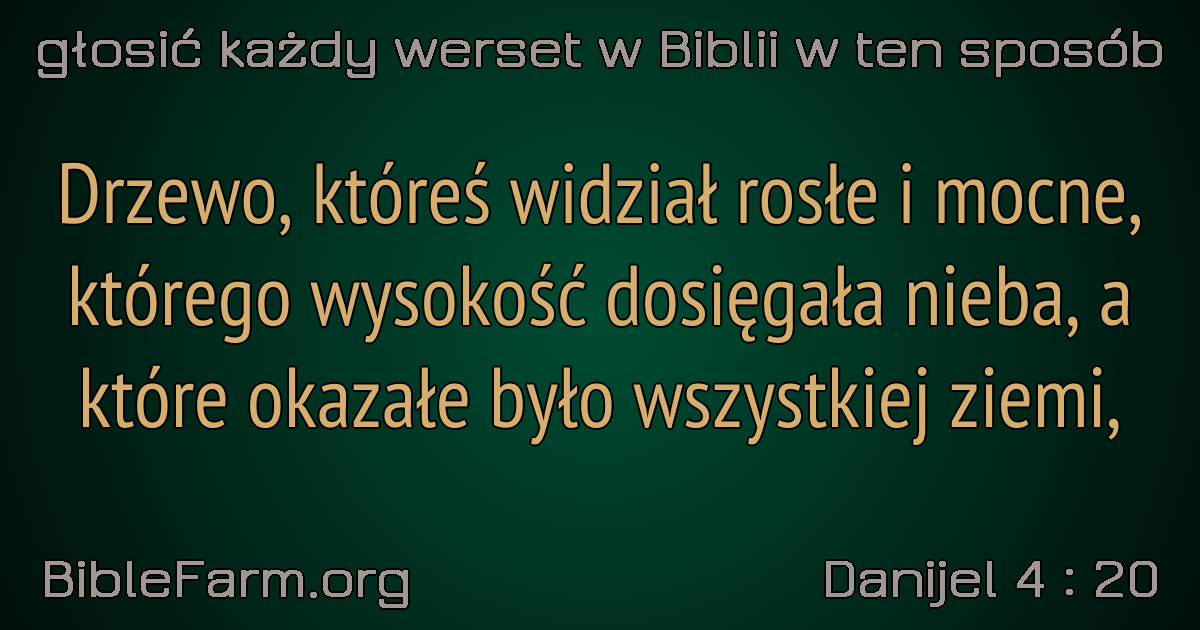 głosić każdy werset w Biblii w ten sposób
Drzewo, któreś widział rosłe i mocne,
którego wysokość dosięgała nieba, a
które okazałe było wszystkiej ziemi,
BibleFarm.org
Danijel 4 : 20